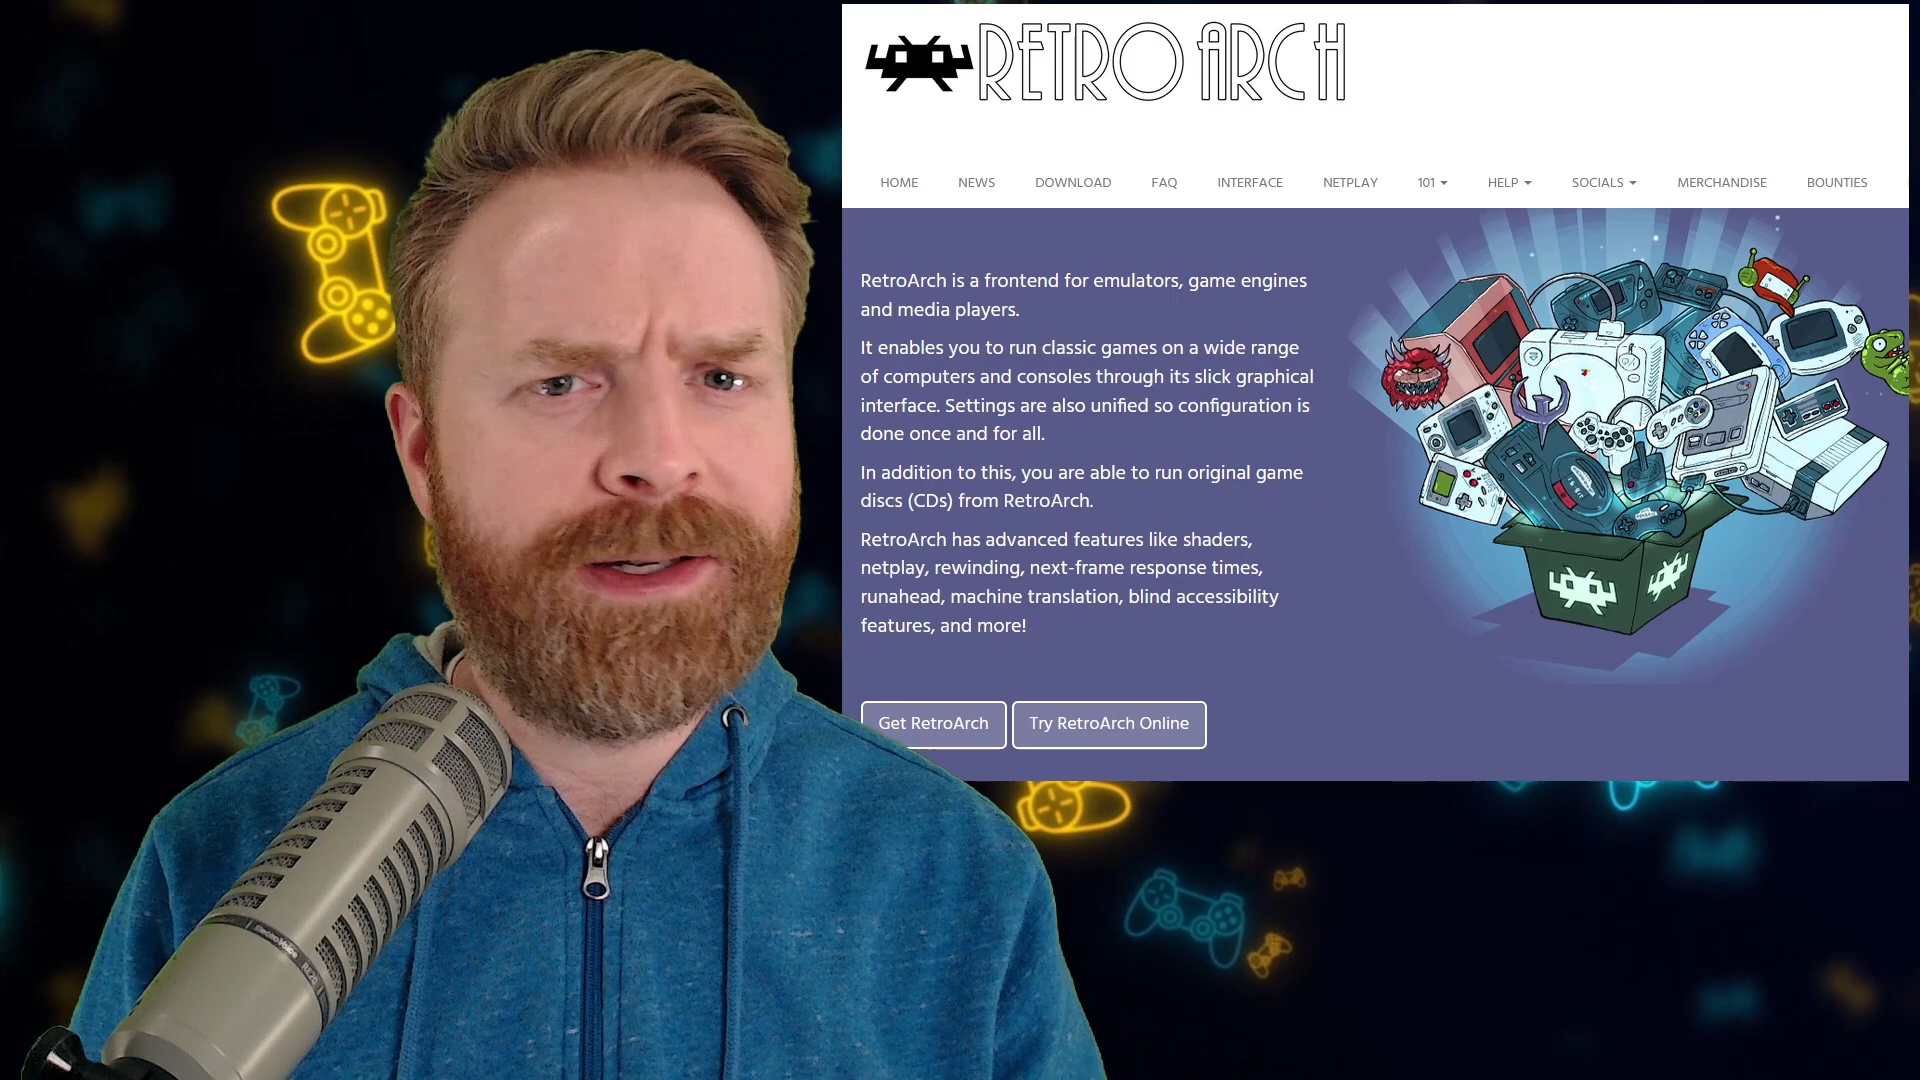 RETROARCH
HOME NEWS DOWNLOAD FAQ INTERFACE NETPLAY 101 HELP SOCIALS MERCHANDISE BOUNTIES
RetroArch is a frontend for emulators, game engines
and media players.
It enables you to run classic games on a wide range
of computers and consoles through its slick graphical
interface. Settings are also unified so configuration is
done once and for all.
In addition to this, you are able to run original game
discs (CDs) from RetroArch.
RetroArch has advanced features like shaders,
netplay, rewinding, next-frame response times,
runahead, machine translation, blind accessibility
features, and more!
Get RetroArch Try RetroArch Online
Electro-Voice RE20